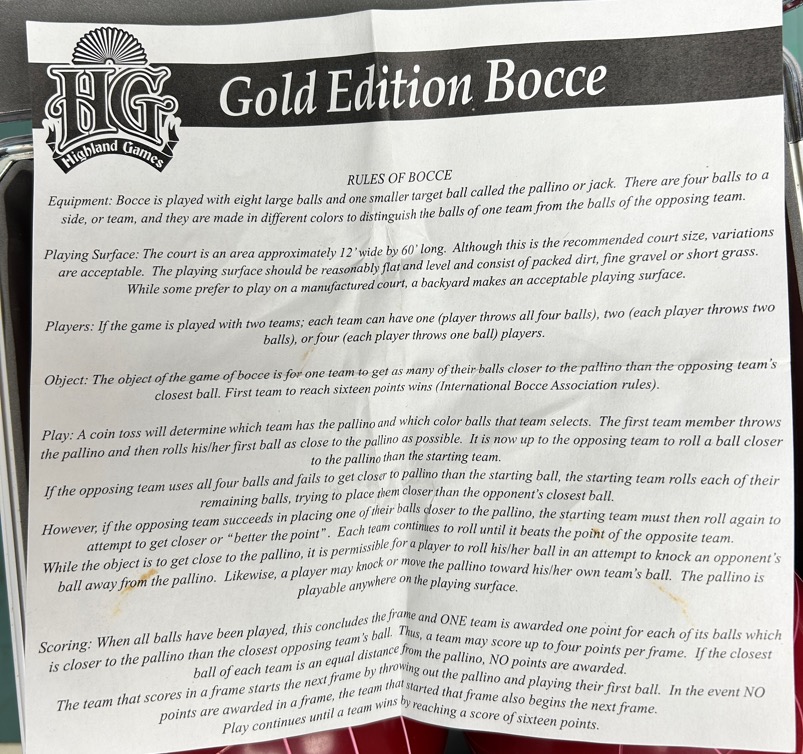 HG
Highland Games
Gold Edition Bocce
RULES OF BOCCE
Equipment: Bocce is played with eight large balls and one smaller target ball called the pallino or jack. There are four balls to a
side, or team, and they are made in different colors to distinguish the balls of one team from the balls of the opposing team.
Playing Surface: The court is an area approximately 12' wide by 60' long. Although this is the recommended court size, variations
are acceptable. The playing surface should be reasonably flat and level and consist of packed dirt, fine gravel or short grass.
While some prefer to play on a manufactured court, a backyard makes an acceptable playing surface.
Players: If the game is played with two teams; each team can have one (player throws all four balls), two (each player throws two
balls), or four (each player throws one ball) players.
Object: The object of the game of bocce is for one team to get as many of their balls closer to the pallino than the opposing team's
closest ball. First team to reach sixteen points wins (International Bocce Association rules).
Play: A coin toss will determine which team has the pallino and which color balls that team selects. The first team member throws
the pallino and then rolls his/her first ball as close to the pallino as possible. It is now up to the opposing team to roll a ball closer
to the pallino than the starting team.
If the opposing team uses all four balls and fails to get closer to pallino than the starting ball, the starting team rolls each of their
remaining balls, trying to place them closer than the opponent's closest ball.
However, if the opposing team succeeds in placing one of their balls closer to the pallino, the starting team must then roll again to
attempt to get closer or "better the point". Each team continues to roll until it beats the point of the opposite team.
While the object is to get close to the pallino, it is permissible for a player to roll his/her ball in an attempt to knock an opponent's
ball away from the pallino. Likewise, a player may knock or move the pallino toward his/her own team's ball. The pallino is
playable anywhere on the playing surface.
Scoring: When all balls have been played, this concludes the frame and ONE team is awarded one point for each of its balls which
is closer to the pallino than the closest opposing team's ball. Thus, a team may score up to four points per frame. If the closest
ball of each team is an equal distance from the pallino, NO points are awarded.
The team that scores in a frame starts the next frame by throwing out the pallino and playing their first ball. In the event NO
points are awarded in a frame, the team that started that frame also begins the next frame.
Play continues until a team wins by reaching a score of sixteen points.